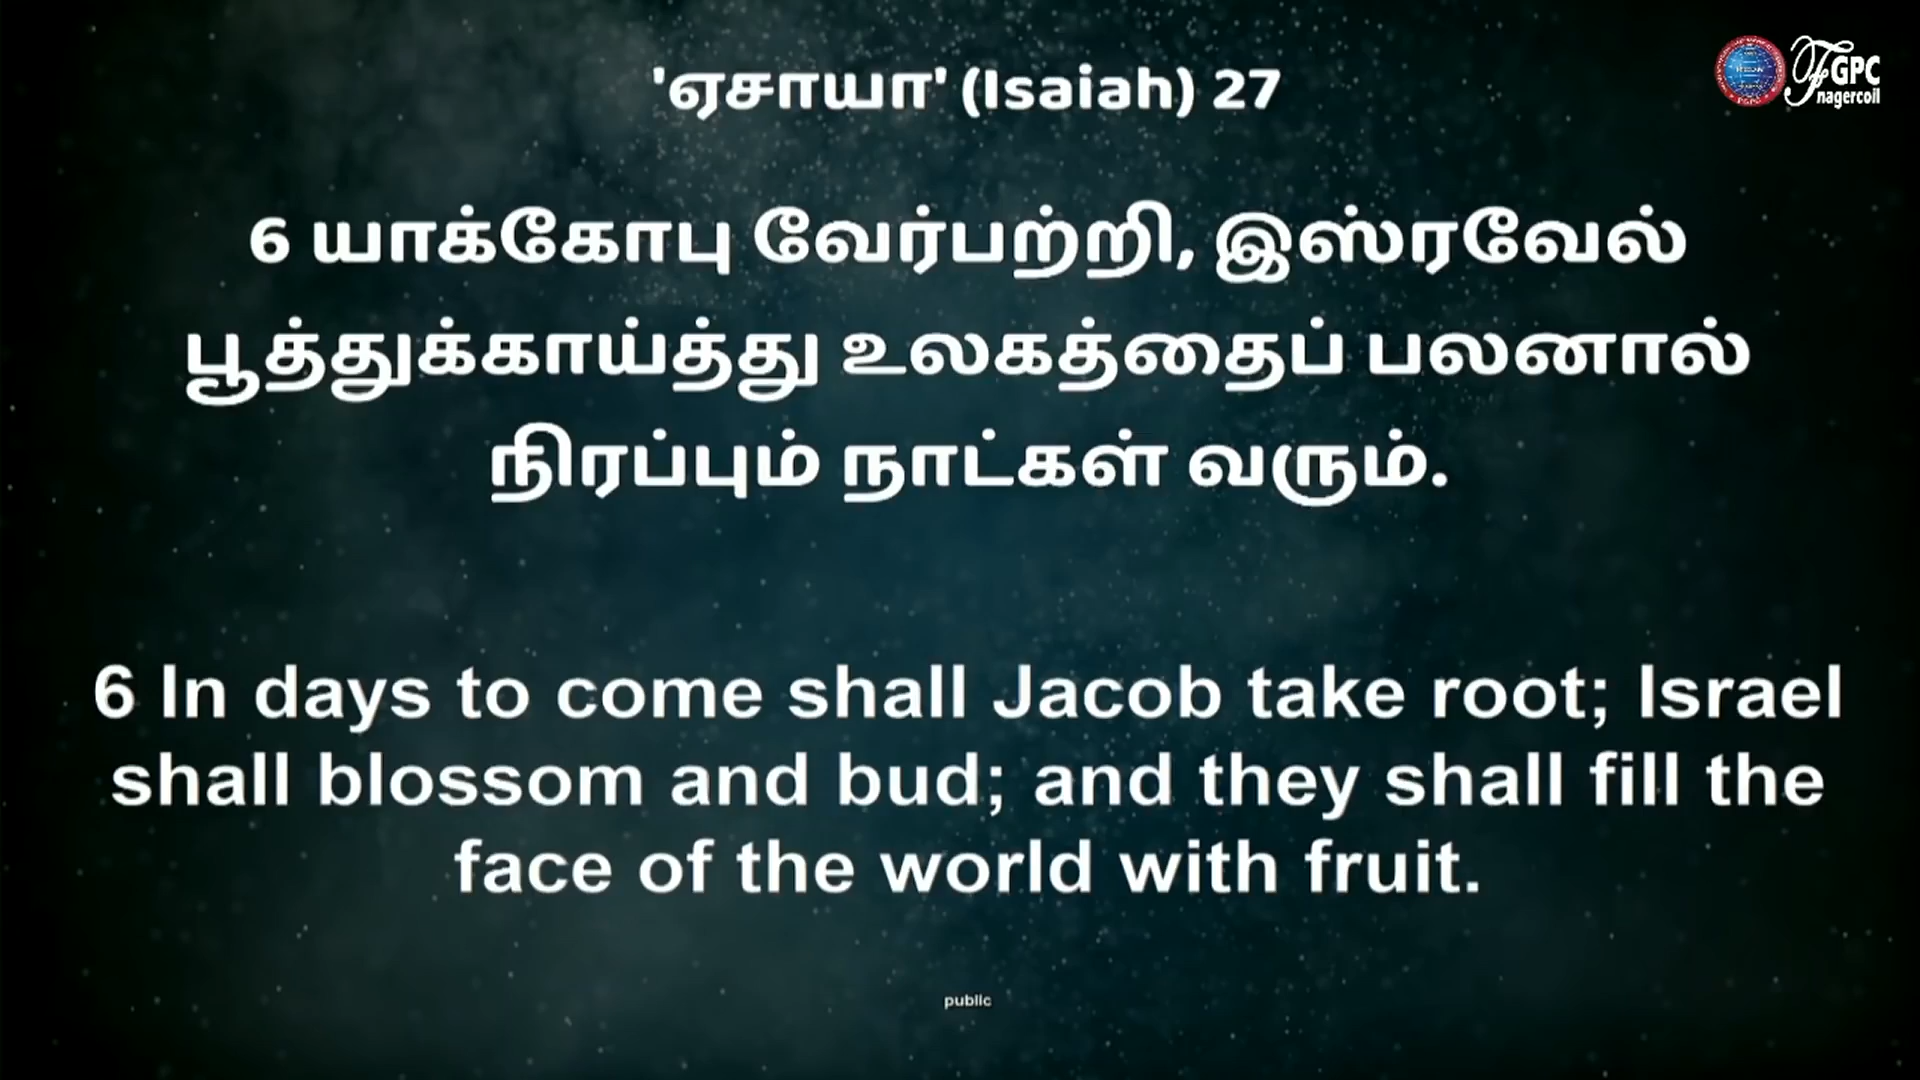 'ஏசாயா' (Isaiah) 27
FGPC
nagercoil
6 யாக்கோபு வேர்பற்றி, இஸ்ரவேல்
பூத்துக்காய்த்து உலகத்தைப் பலனால்
நிரப்பும் நாட்கள் வரும்.
6 In days to come shall Jacob take root; Israel
shall blossom and bud; and they shall fill the
face of the world with fruit.
public